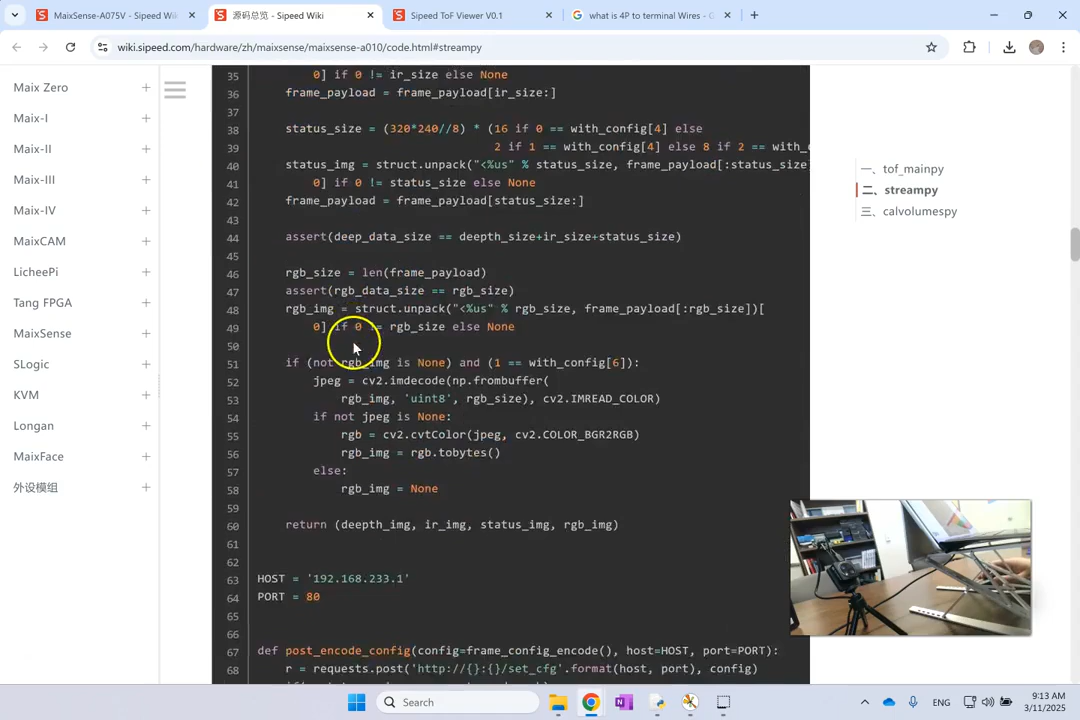 MaixSense-A075V - Sipeed Wiki
源码总览 - Sipeed Wiki
Sipeed ToF Viewer V0.1
what is 4P to terminal Wires - G
wiki.sipeed.com/hardware/zh/maixsense/maixsense-a010/code.html#streampy
Maix Zero
Maix-I
Maix-II
Maix-III
Maix-IV
MaixCAM
LicheePi
Tang FPGA
MaixSense
SLogic
KVM
Longan
MaixFace
外设模组
35 0] if 0 != ir_size else None
36 frame_payload = frame_payload[ir_size:]
37
38 status_size = (320*240//8) * (16 if 0 == with_config[4] else
39 2 if 1 == with_config[4] else 8 if 2 == with_
40 status_img = struct.unpack("<%us" % status_size, frame_payload[:status_size
41 0] if 0 != status_size else None
42 frame_payload = frame_payload[status_size:]
43
44 assert(deep_data_size == deepth_size+ir_size+status_size)
45
46 rgb_size = len(frame_payload)
47 assert(rgb_data_size == rgb_size)
48 rgb_img = struct.unpack("<%us" % rgb_size, frame_payload[:rgb_size])[
49 0] if 0 != rgb_size else None
50
51 if (not rgb_img is None) and (1 == with_config[6]):
52 jpeg = cv2.imdecode(np.frombuffer(
53 rgb_img, 'uint8', rgb_size), cv2.IMREAD_COLOR)
54 if not jpeg is None:
55 rgb = cv2.cvtColor(jpeg, cv2.COLOR_BGR2RGB)
56 rgb_img = rgb.tobytes()
57 else:
58 rgb_img = None
59
60 return (deepth_img, ir_img, status_img, rgb_img)
61
62
63 HOST = '192.168.233.1'
64 PORT = 80
65
66
67 def post_encode_config(config=frame_config_encode(), host=HOST, port=PORT):
68 r = requests.post('http://{}:{}/set_cfg'.format(host, port), config)
一、tof_mainpy
二、streampy
三、calvolumespy
Search
ENG
9:13 AM
3/11/2025